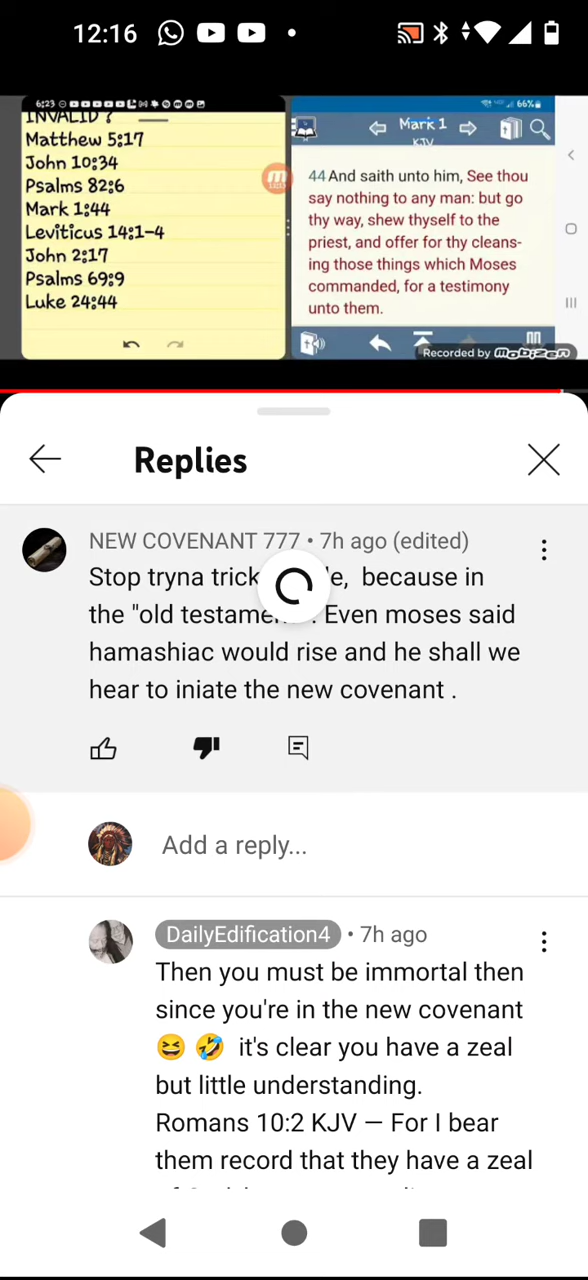 12:16
6:23
66%
INVALID ?
Matthew 5:17
John 10:34
Psalms 82:6
Mark 1:44
Leviticus 14:1-4
John 2:17
Psalms 69:9
Luke 24:44
Mark 1
KJV
44 And saith unto him, See thou
say nothing to any man: but go
thy way, shew thyself to the
priest, and offer for thy cleans-
ing those things which Moses
commanded, for a testimony
unto them.
Recorded by mobizen
Replies
NEW COVENANT 777 • 7h ago (edited)
Stop tryna trick e, because in
the "old testame . Even moses said
hamashiac would rise and he shall we
hear to iniate the new covenant .
Add a reply...
DailyEdification4 • 7h ago
Then you must be immortal then
since you're in the new covenant
😆 🤣 it's clear you have a zeal
but little understanding.
Romans 10:2 KJV — For I bear
them record that they have a zeal